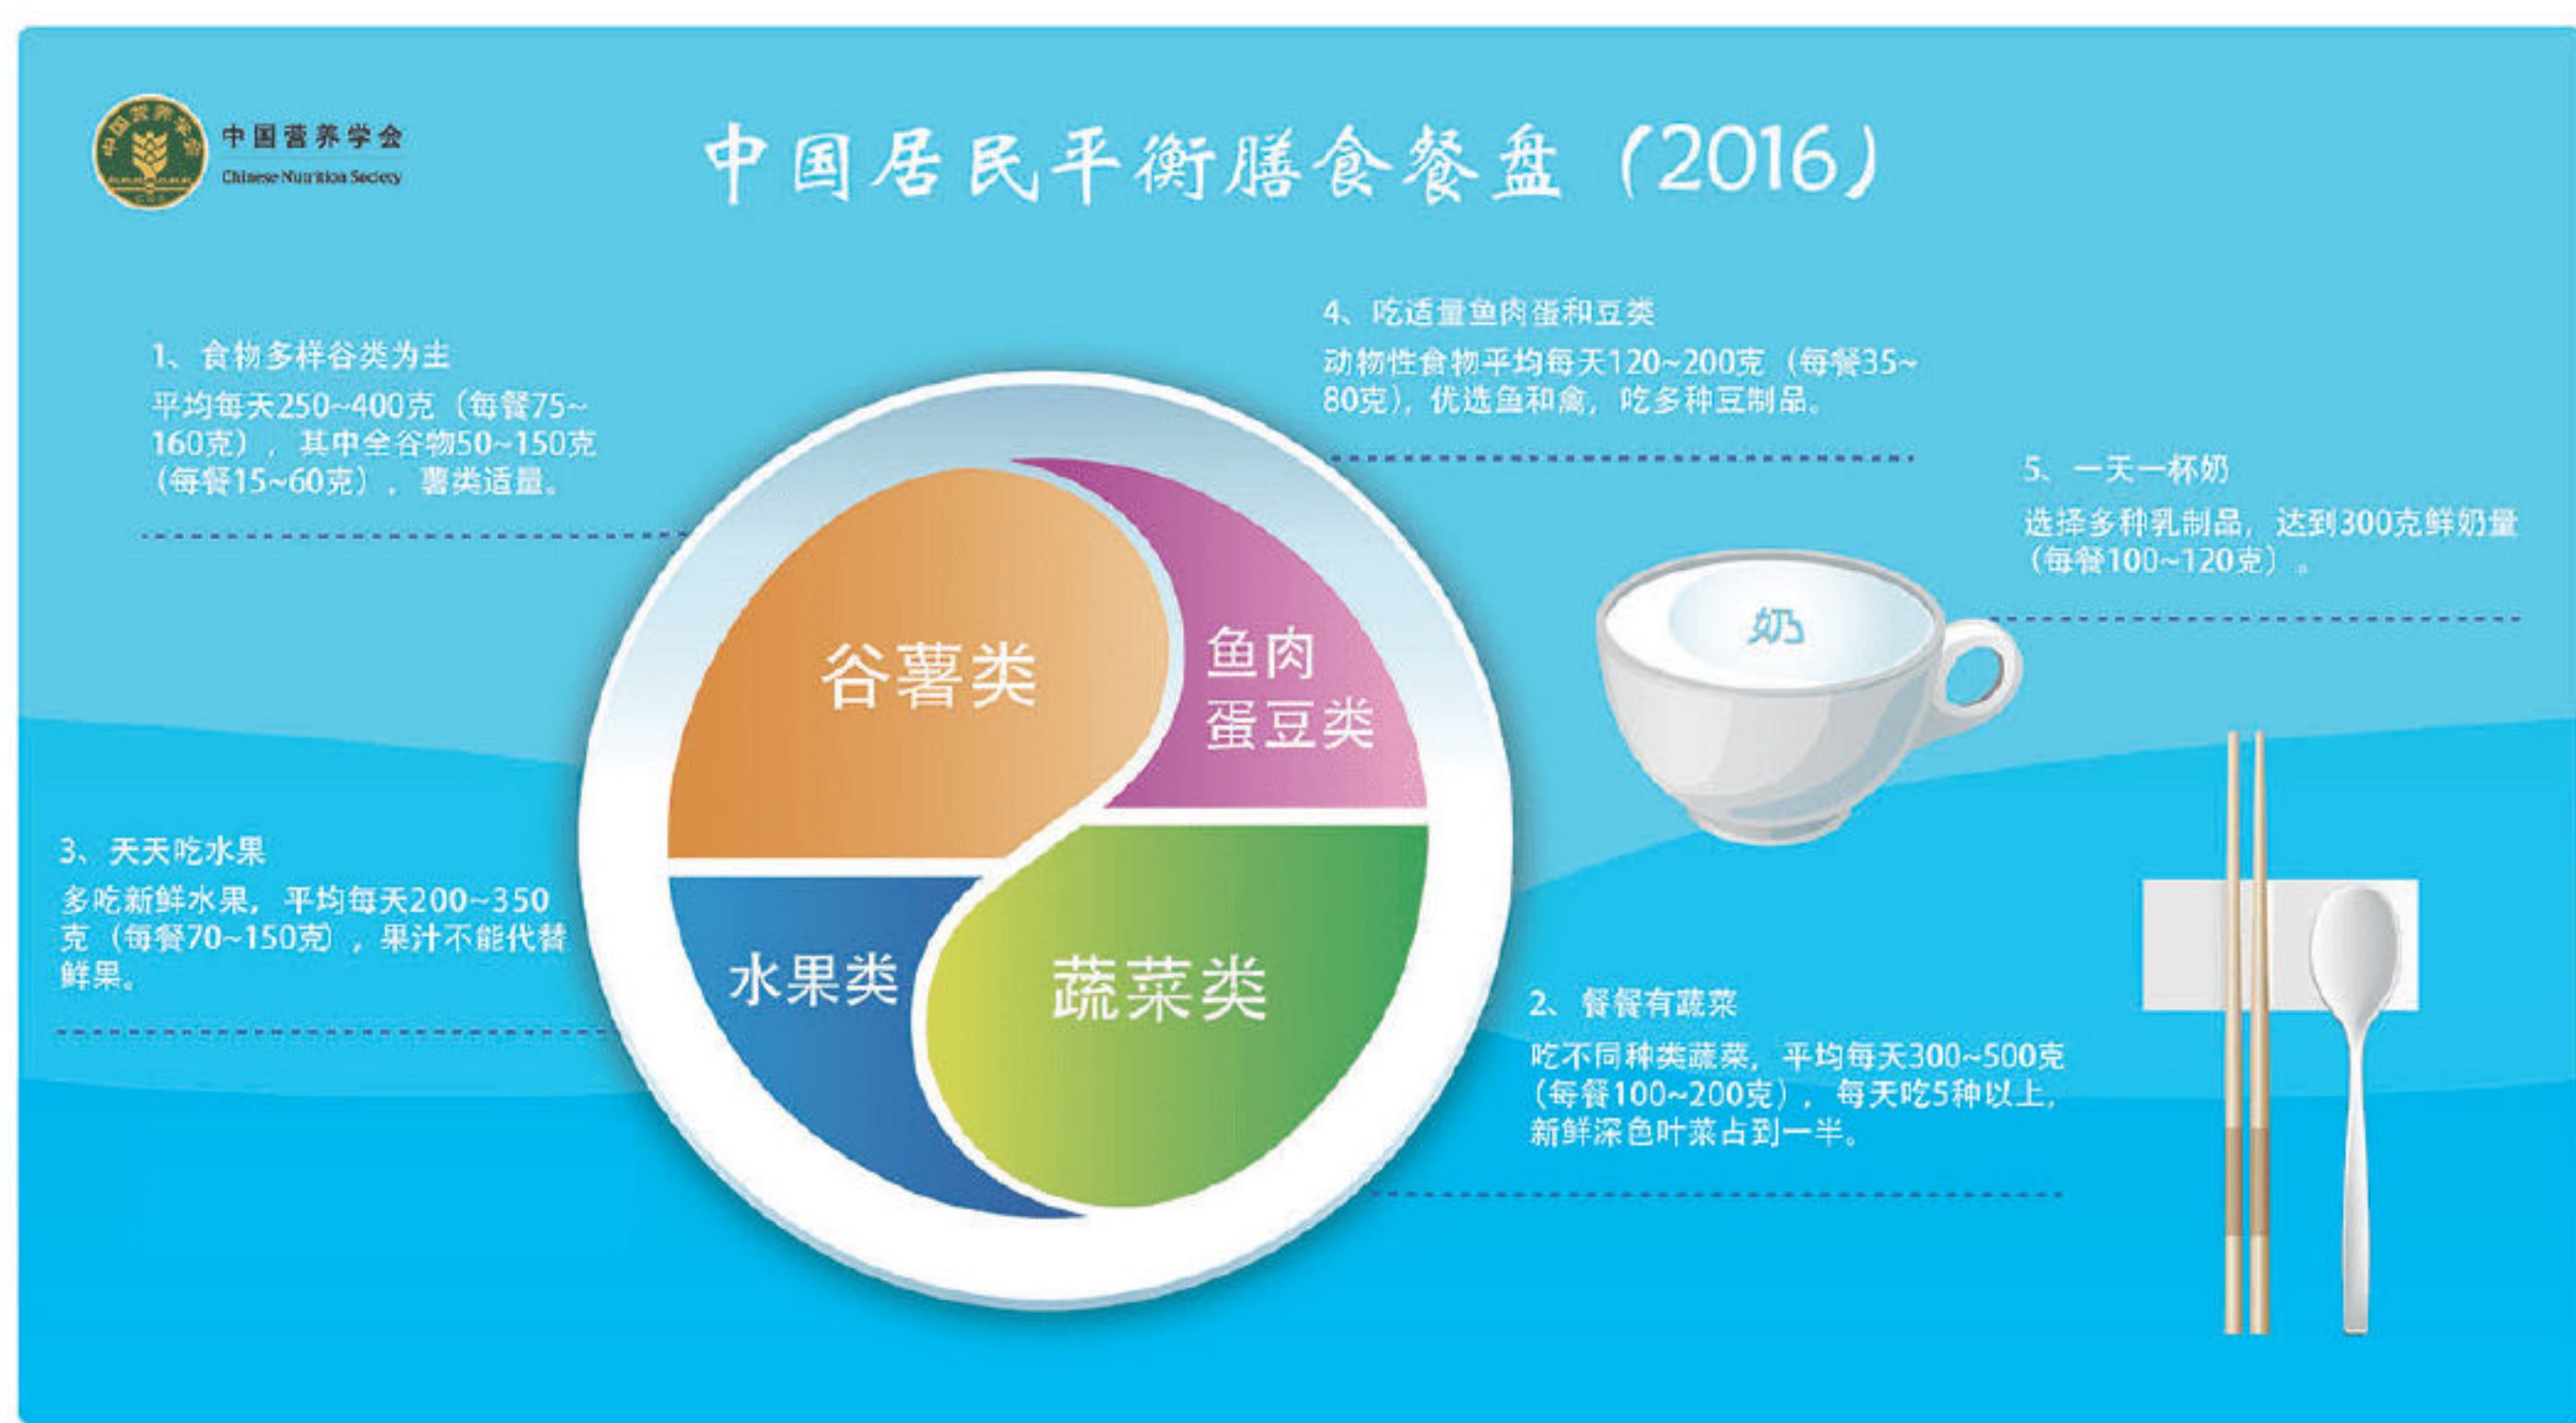 中国营养学会
中国营养学会
Chinese Nutrition Society
中国居民平衡膳食餐盘(2016)
1、食物多样谷类为主
平均每天250~400克(每餐75~
160克),其中全谷物50~150克
(每餐15~60克),薯类适量。
4、吃适量鱼肉蛋和豆类
动物性食物平均每天120~200克(每餐35~
80克),优选鱼和禽,吃多种豆制品。
5、一天一杯奶
选择多种乳制品,达到300克鲜奶量
(每餐100~120克)。
奶
谷薯类
鱼肉
蛋豆类
3、天天吃水果
多吃新鲜水果,平均每天200~350
克(每餐70~150克),果汁不能代替
鲜果。
水果类
蔬菜类
2、餐餐有蔬菜
吃不同种类蔬菜,平均每天300~500克
(每餐100~200克),每天吃5种以上,
新鲜深色叶菜占到一半。